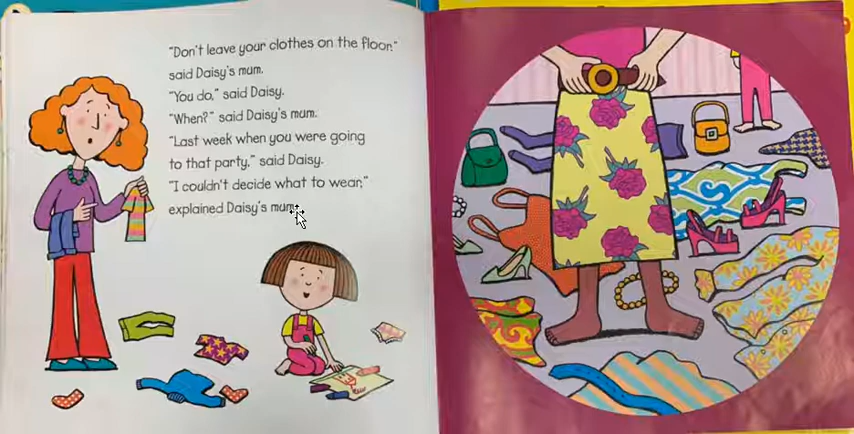 "Don't leave your clothes on the floor,"
said Daisy's mum.
"You do," said Daisy.
"When?" said Daisy's mum.
"Last week when you were going
to that party," said Daisy.
"I couldn't decide what to wear,"
explained Daisy's mum.